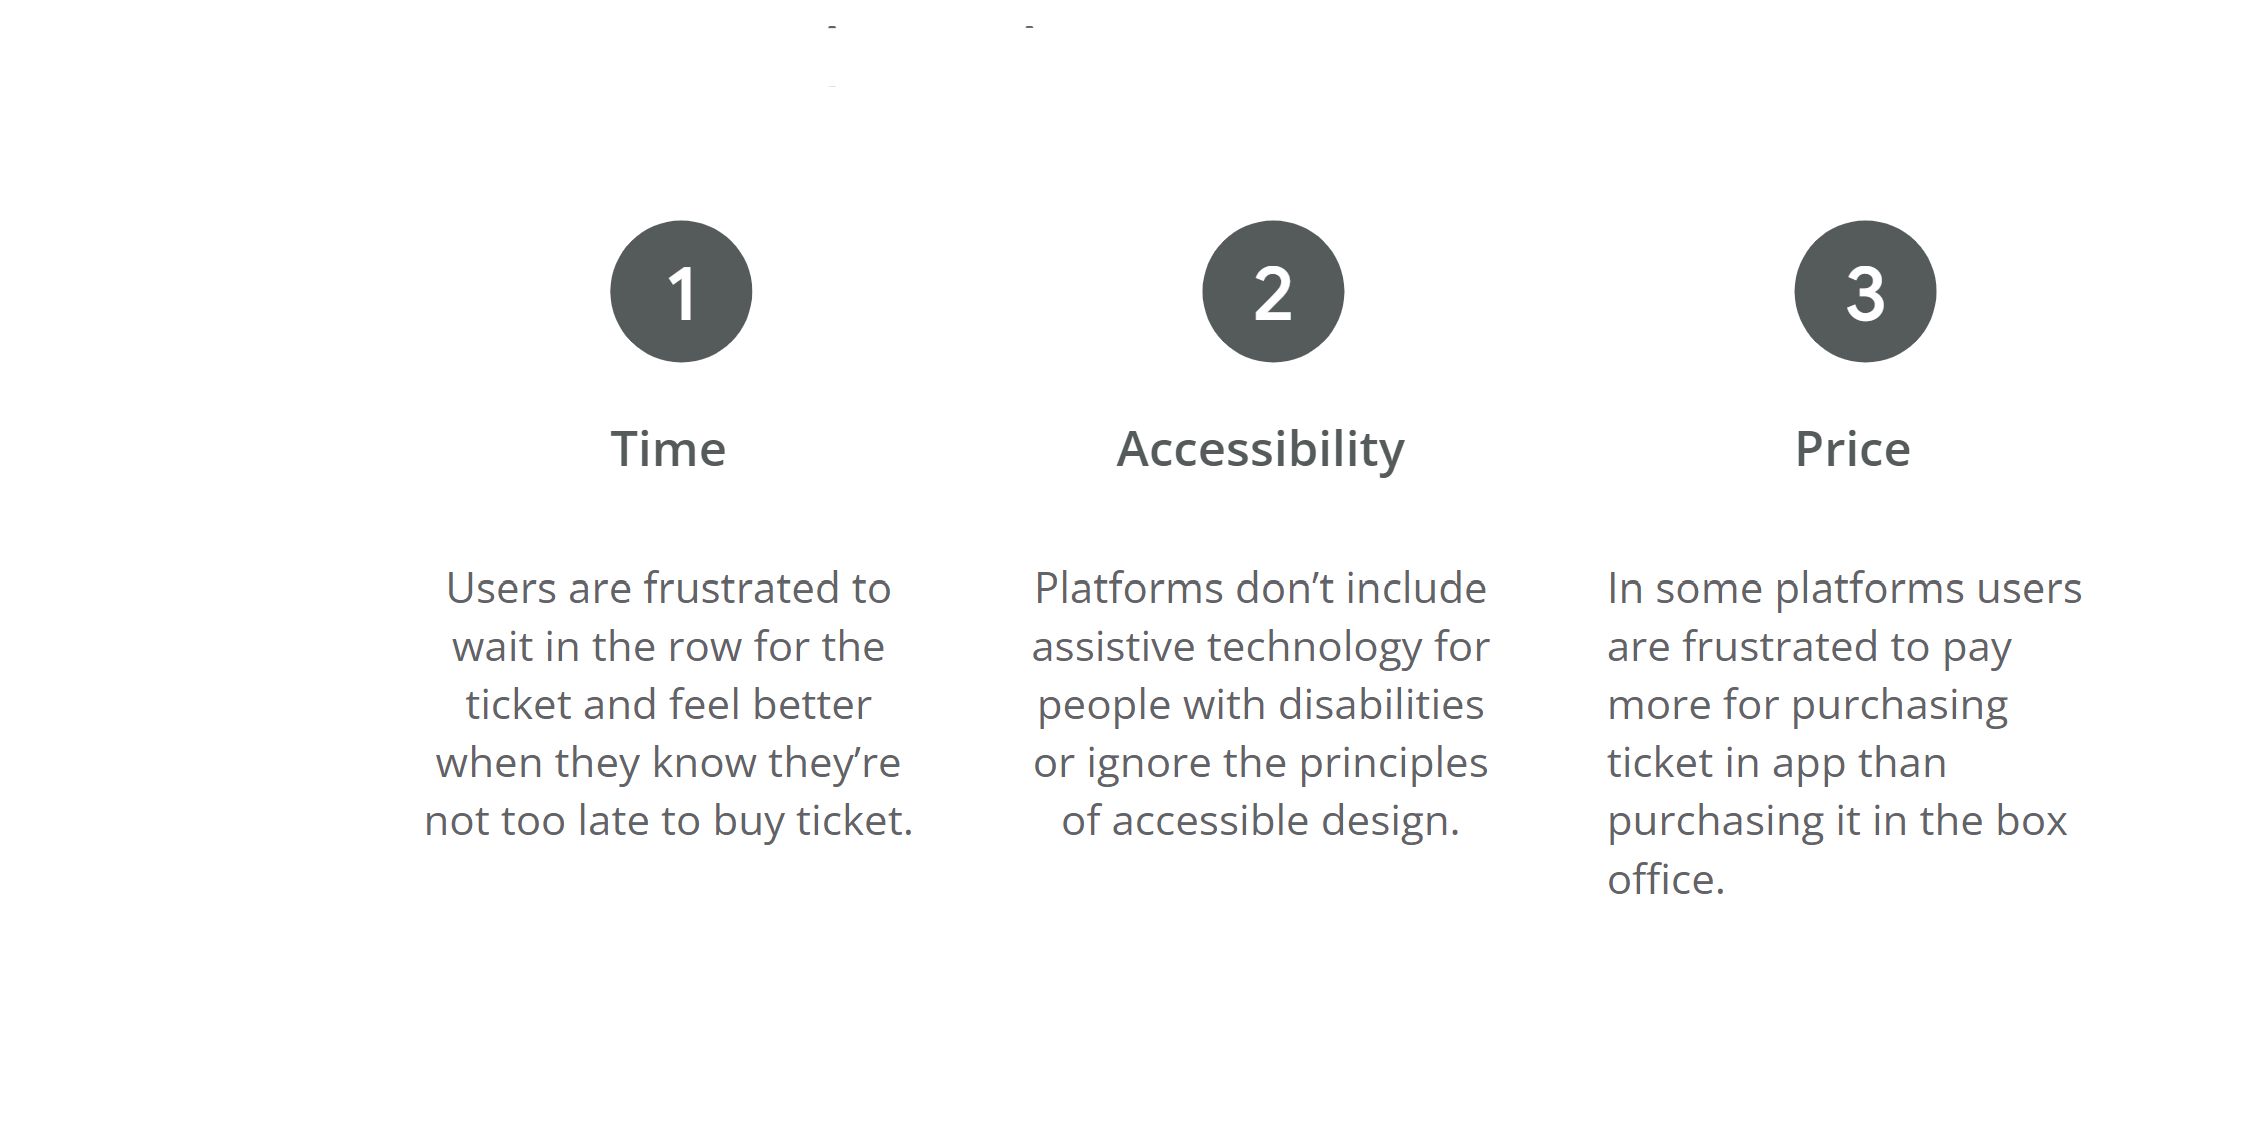 1
Time
Users are frustrated to
wait in the row for the
ticket and feel better
when they know they’re
not too late to buy ticket.
2
Accessibility
Platforms don’t include
assistive technology for
people with disabilities
or ignore the principles
of accessible design.
3
Price
In some platforms users
are frustrated to pay
more for purchasing
ticket in app than
purchasing it in the box
office.